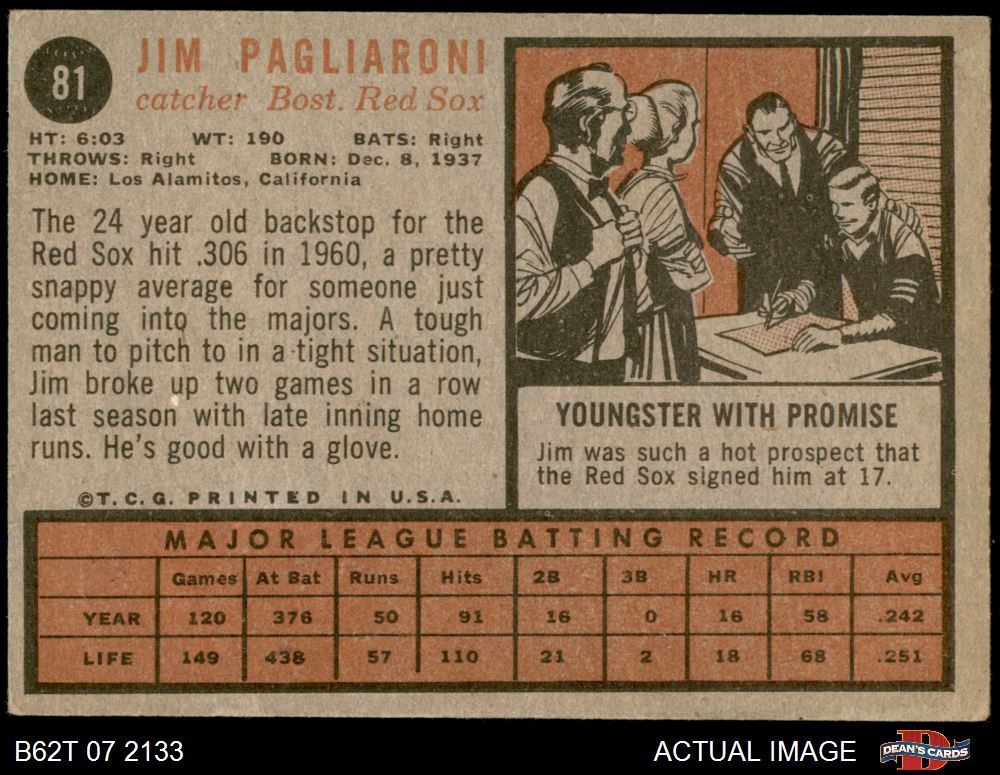 81
JIM PAGLIARONI
catcher Bost. Red Sox
HT: 6:03 WT: 190 BATS: Right
THROWS: Right BORN: Dec. 8, 1937
HOME: Los Alamitos, California
The 24 year old backstop for the
Red Sox hit .306 in 1960, a pretty
snappy average for someone just
coming into the majors. A tough
man to pitch to in a tight situation,
Jim broke up two games in a row
last season with late inning home
runs. He's good with a glove.
©T.C.G. PRINTED IN U.S.A.
YOUNGSTER WITH PROMISE
Jim was such a hot prospect that
the Red Sox signed him at 17.
MAJOR LEAGUE BATTING RECORD
Games At Bat Runs Hits 2B 3B HR RBI Avg
YEAR 120 376 50 91 16 0 16 58 .242
LIFE 149 438 57 110 21 2 18 68 .251
B62T 07 2133
ACTUAL IMAGE
DEAN'S CARDS